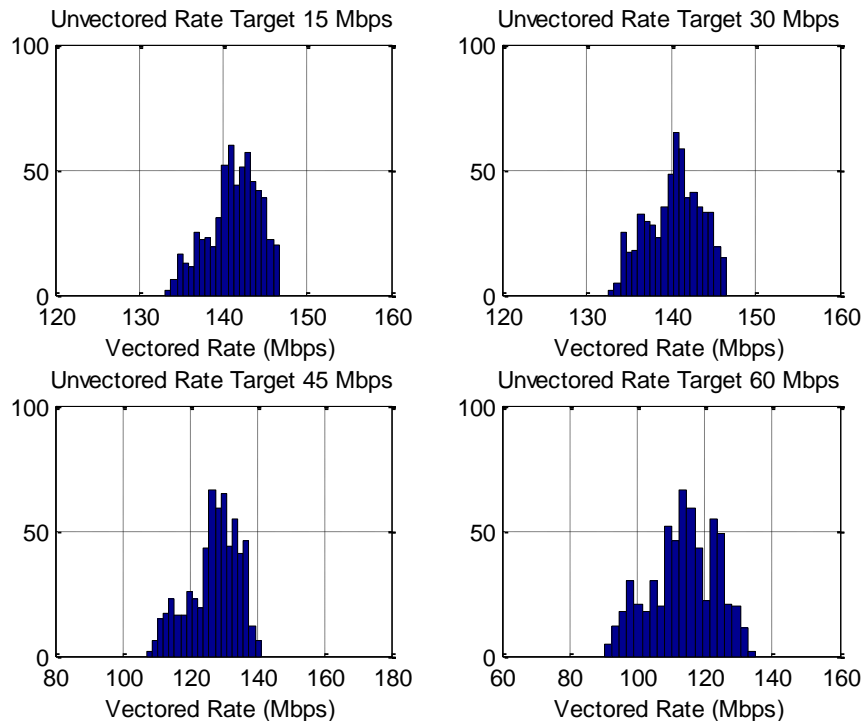 Unvectored Rate Target 15 Mbps
100
50
0
120 130 140 150 160
Vectored Rate (Mbps)
Unvectored Rate Target 30 Mbps
100
50
0
120 130 140 150 160
Vectored Rate (Mbps)
Unvectored Rate Target 45 Mbps
100
50
0
80 100 120 140 160 180
Vectored Rate (Mbps)
Unvectored Rate Target 60 Mbps
100
50
0
60 80 100 120 140 160
Vectored Rate (Mbps)